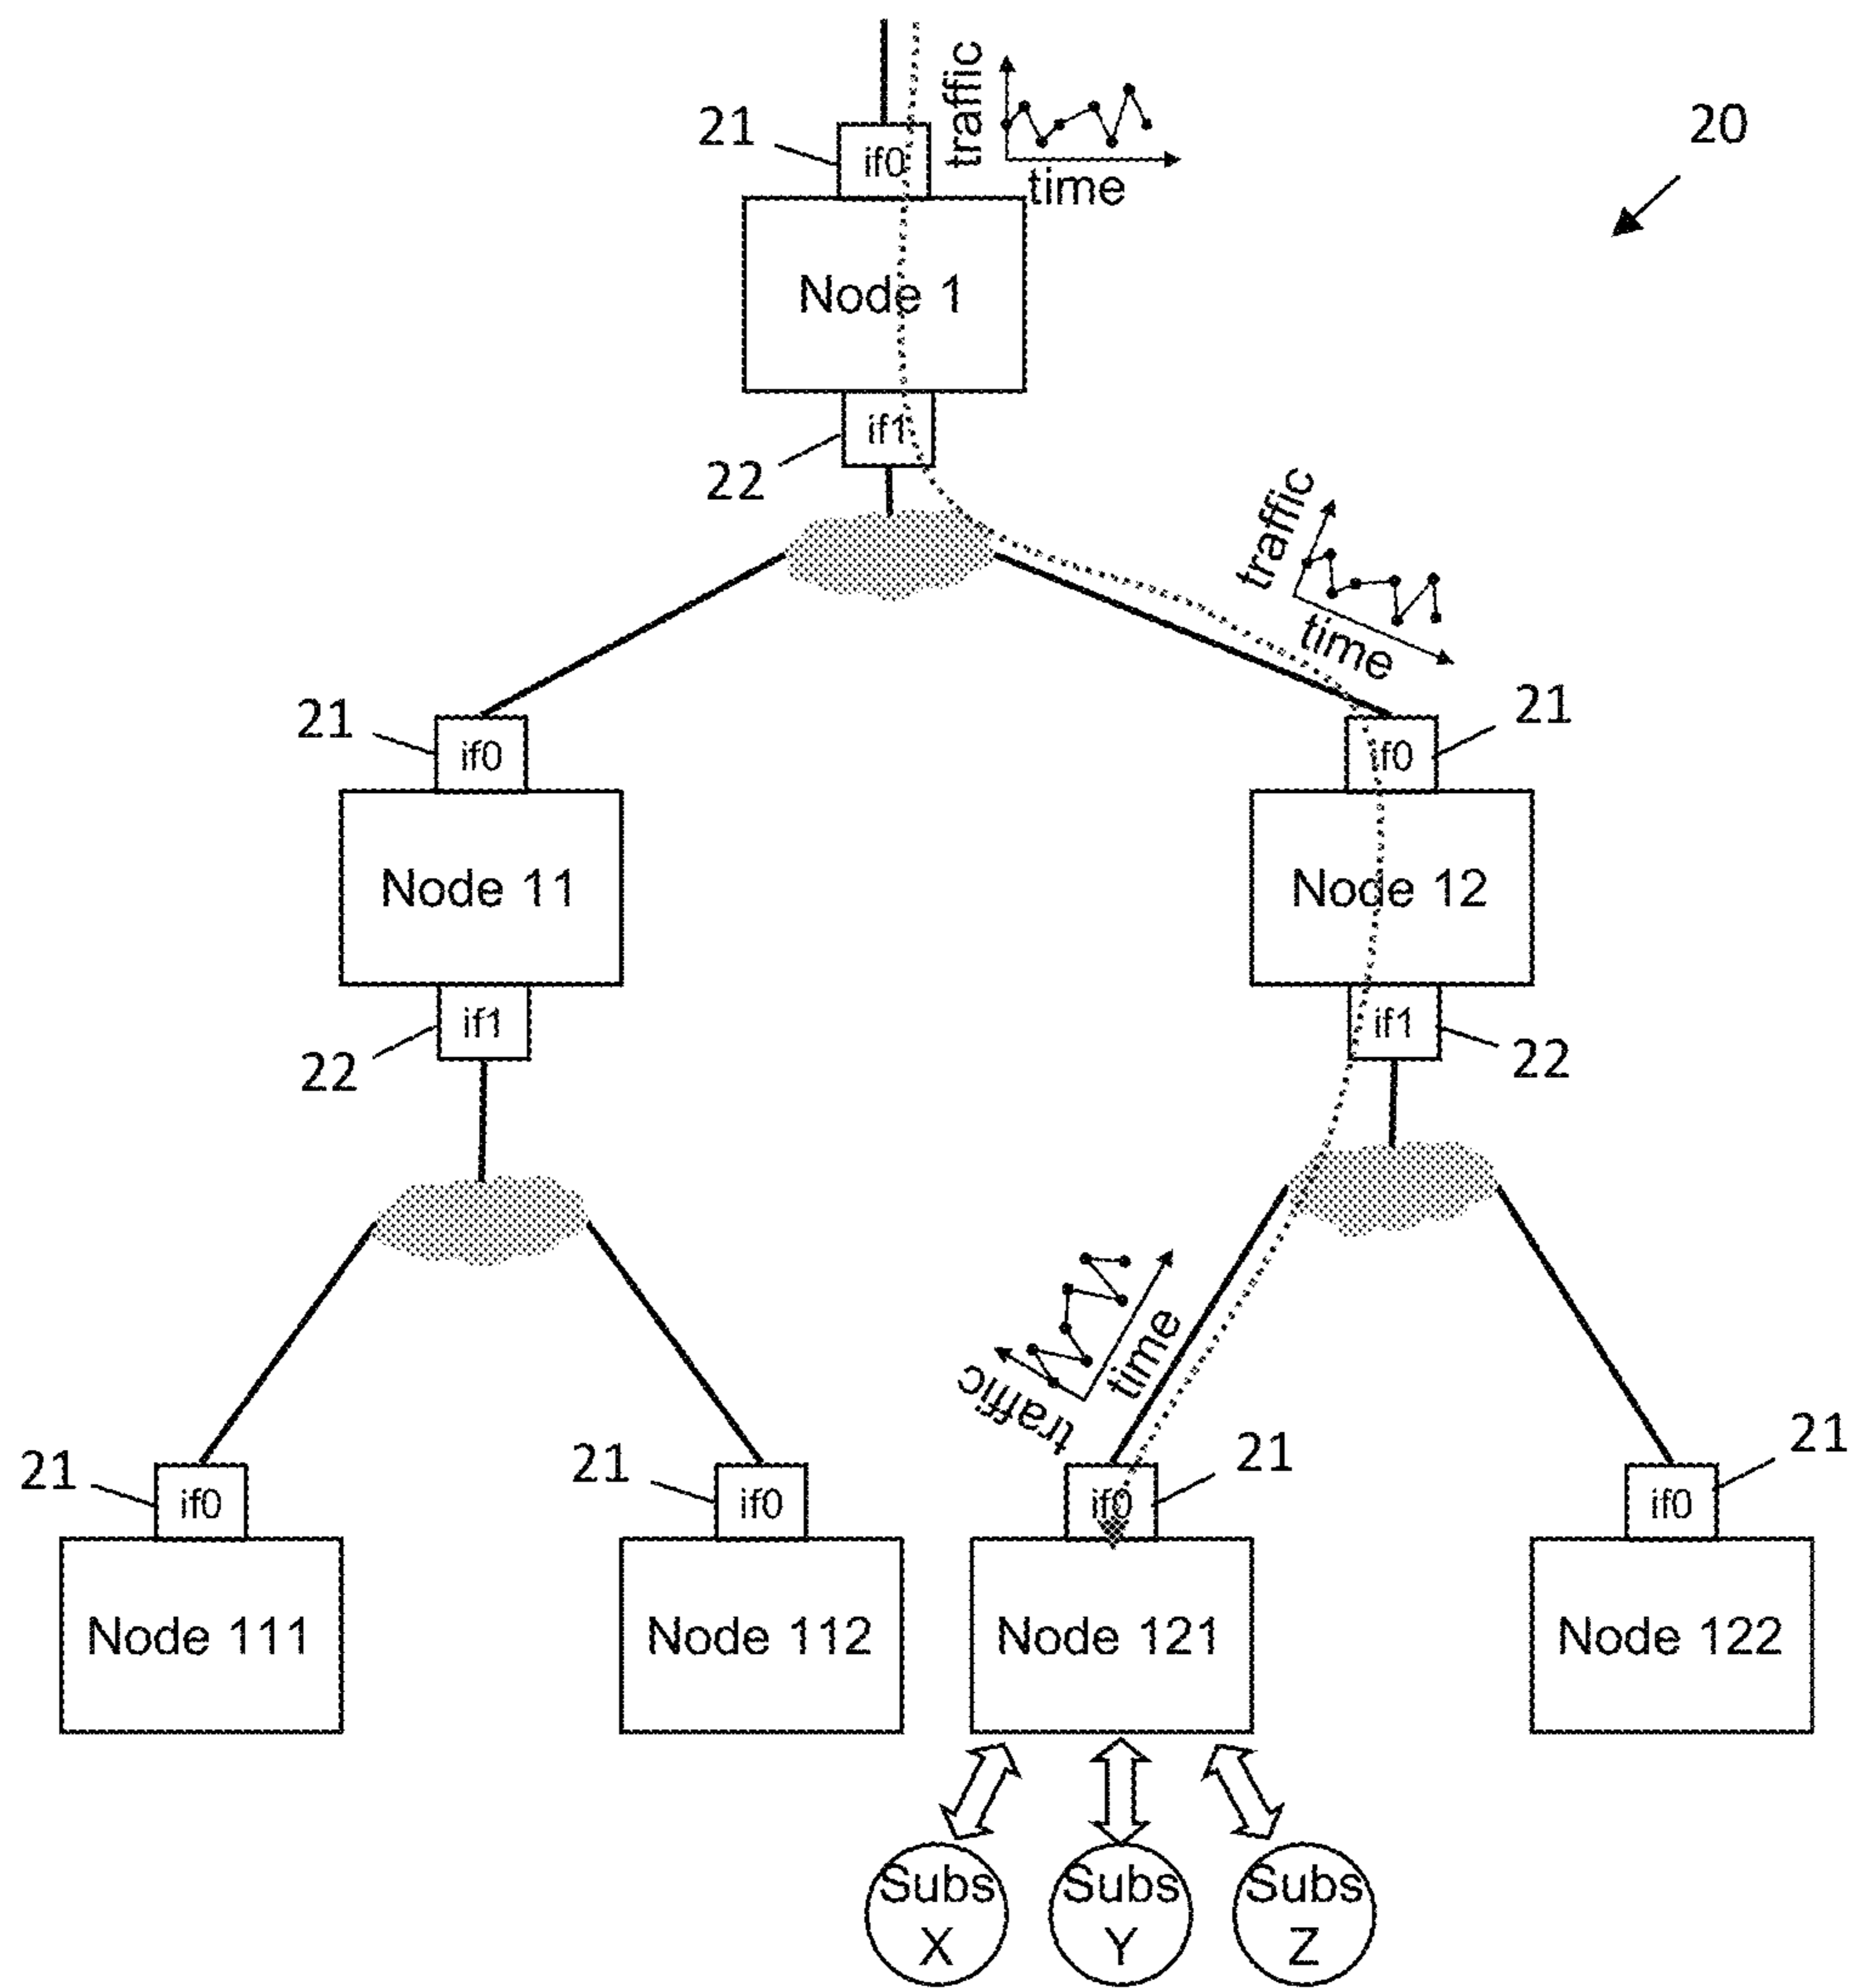 traffic
time
21
if0
20
Node 1
if1
22
traffic
time
21
if0
if0
21
Node 11
Node 12
if1
22
if1
22
traffic
time
21
if0
21
if0
if0
21
if0
21
Node 111
Node 112
Node 121
Node 122
Subs
X
Subs
Y
Subs
Z